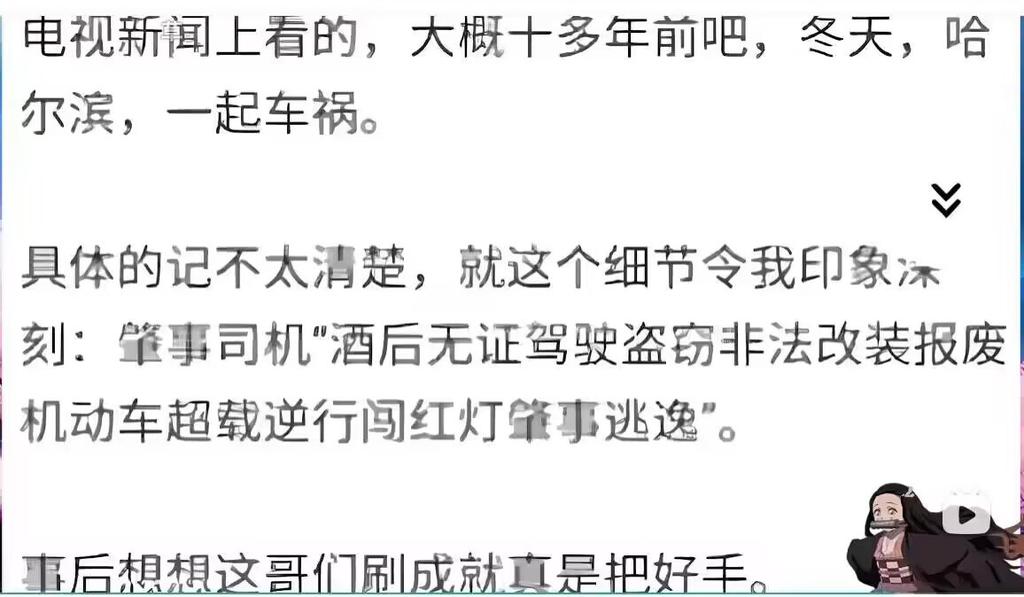 电视新闻上看的，大概十多年前吧，冬天，哈
尔滨，一起车祸。
具体的记不太清楚，就这个细节令我印象深
刻：肇事司机“酒后无证驾驶盗窃非法改装报废
机动车超载逆行闯红灯肇事逃逸”。
事后想想这哥们刷成就真是把好手。